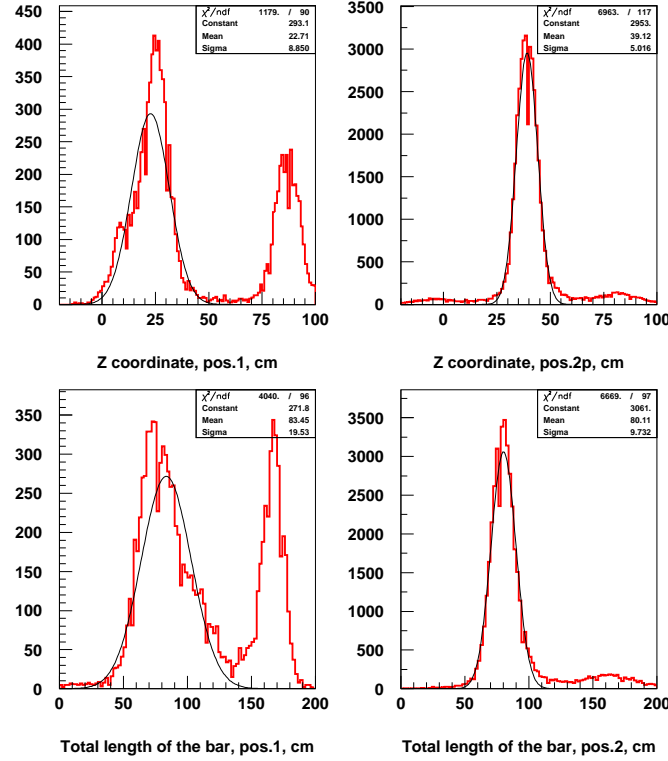 χ²/ndf 1179. / 90
Constant 293.1
Mean 22.71
Sigma 8.850
450
400
350
300
250
200
150
100
50
0
0 25 50 75 100
Z coordinate, pos.1, cm
χ²/ndf 6963. / 117
Constant 2953.
Mean 39.12
Sigma 5.016
3500
3000
2500
2000
1500
1000
500
0
0 25 50 75 100
Z coordinate, pos.2p, cm
χ²/ndf 4040. / 96
Constant 271.8
Mean 83.45
Sigma 19.53
350
300
250
200
150
100
50
0
0 50 100 150 200
Total length of the bar, pos.1, cm
χ²/ndf 6669. / 97
Constant 3061.
Mean 80.11
Sigma 9.732
3500
3000
2500
2000
1500
1000
500
0
0 50 100 150 200
Total length of the bar, pos.2, cm